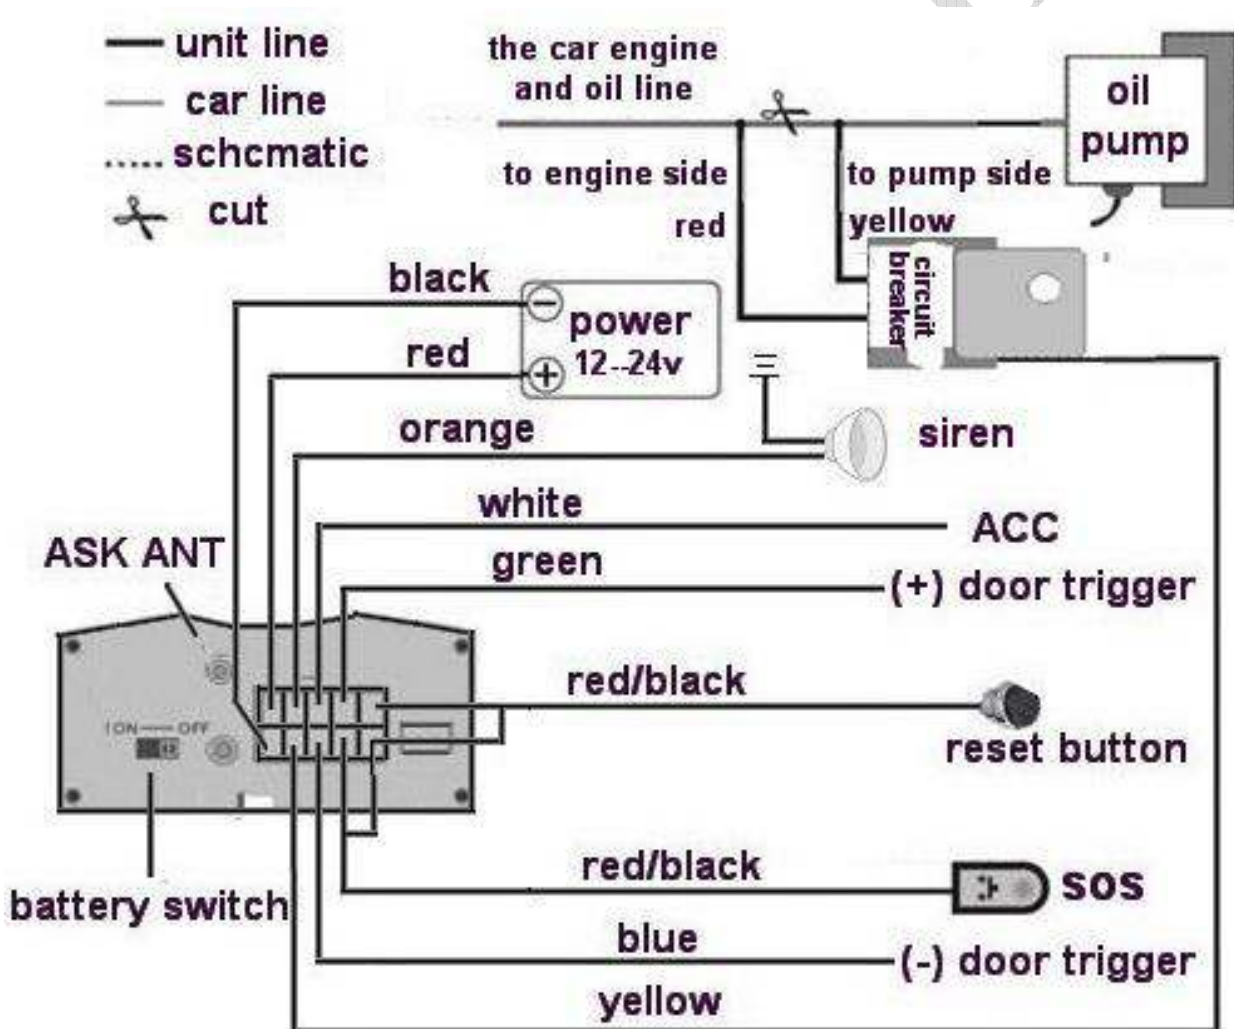 unit line
car line
schcmatic
cut
the car engine
and oil line
oil
pump
to engine side
red
to pump side
yellow
circuit
breaker
black
power
12--24v
red
orange
siren
white
ACC
ASK ANT
green
(+) door trigger
red/black
reset button
ON OFF
battery switch
red/black
SOS
blue
(-) door trigger
yellow